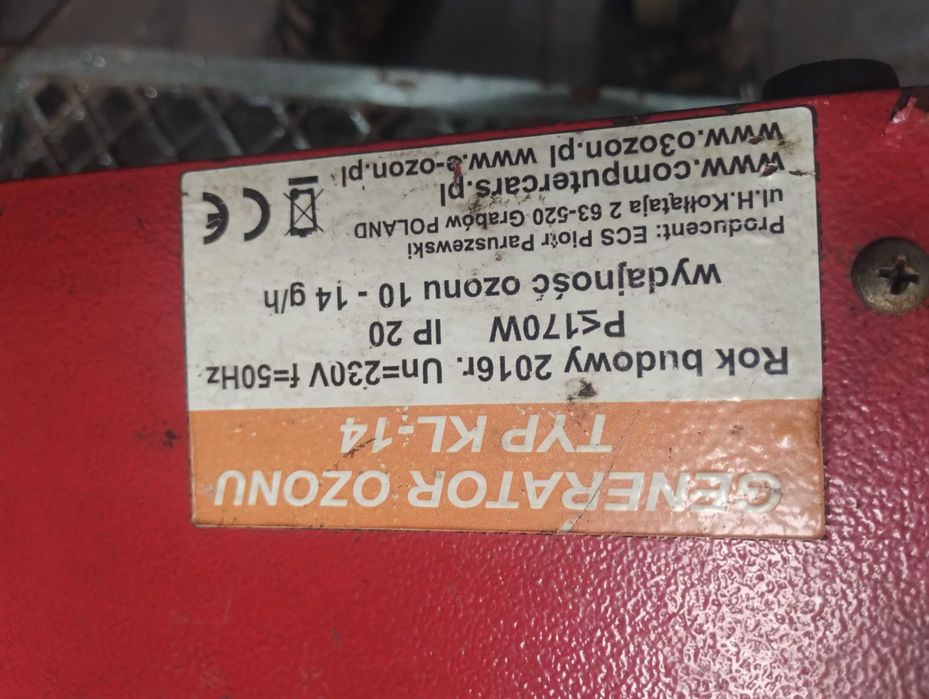 GENERATOR OZONU
TYP KL-14
Rok budowy 2016r. Un=230V f=50Hz
P≤170W IP 20
wydajność ozonu 10 - 14 g/h
Producent: ECS Piotr Paruszewski
ul.H.Kołłątaja 2 63-520 Grabów POLAND
www.computercars.pl
www.o3ozon.pl www.e-ozon.pl
CE